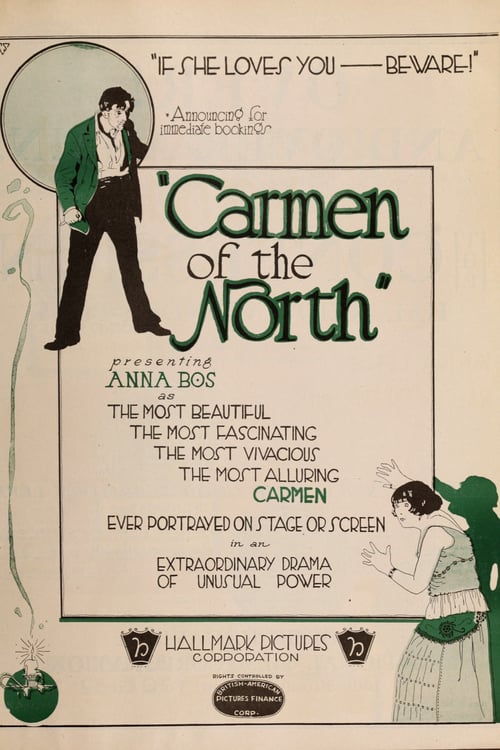 "IF SHE LOVES YOU — BEWARE!"
Announcing for
immediate bookings
"Carmen
of the
North"
presenting
ANNA BOS
as
THE MOST BEAUTIFUL
THE MOST FASCINATING
THE MOST VIVACIOUS
THE MOST ALLURING
CARMEN
EVER PORTRAYED ON STAGE OR SCREEN
in an
EXTRAORDINARY DRAMA
OF UNUSUAL POWER
HALLMARK PICTURES
CORPORATION
RIGHTS CONTROLLED BY
BRITISH-AMERICAN
PICTURES FINANCE
CORP.